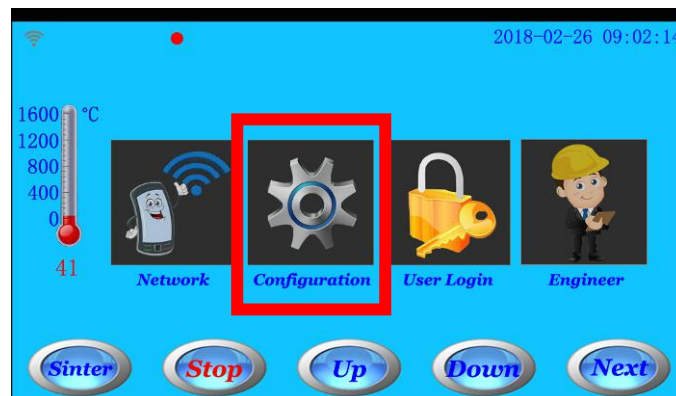 2018-02-26 09:02:14
1600 °C
1200
800
400
0
41
Network Configuration User Login Engineer
Sinter Stop Up Down Next